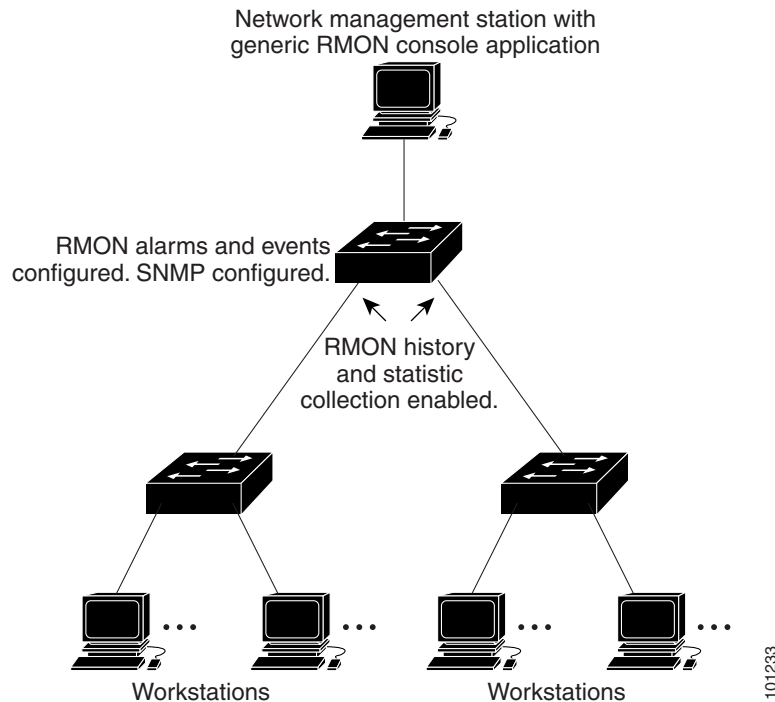 Network management station with
generic RMON console application
RMON alarms and events
configured. SNMP configured.
RMON history
and statistic
collection enabled.
Workstations
Workstations
101233